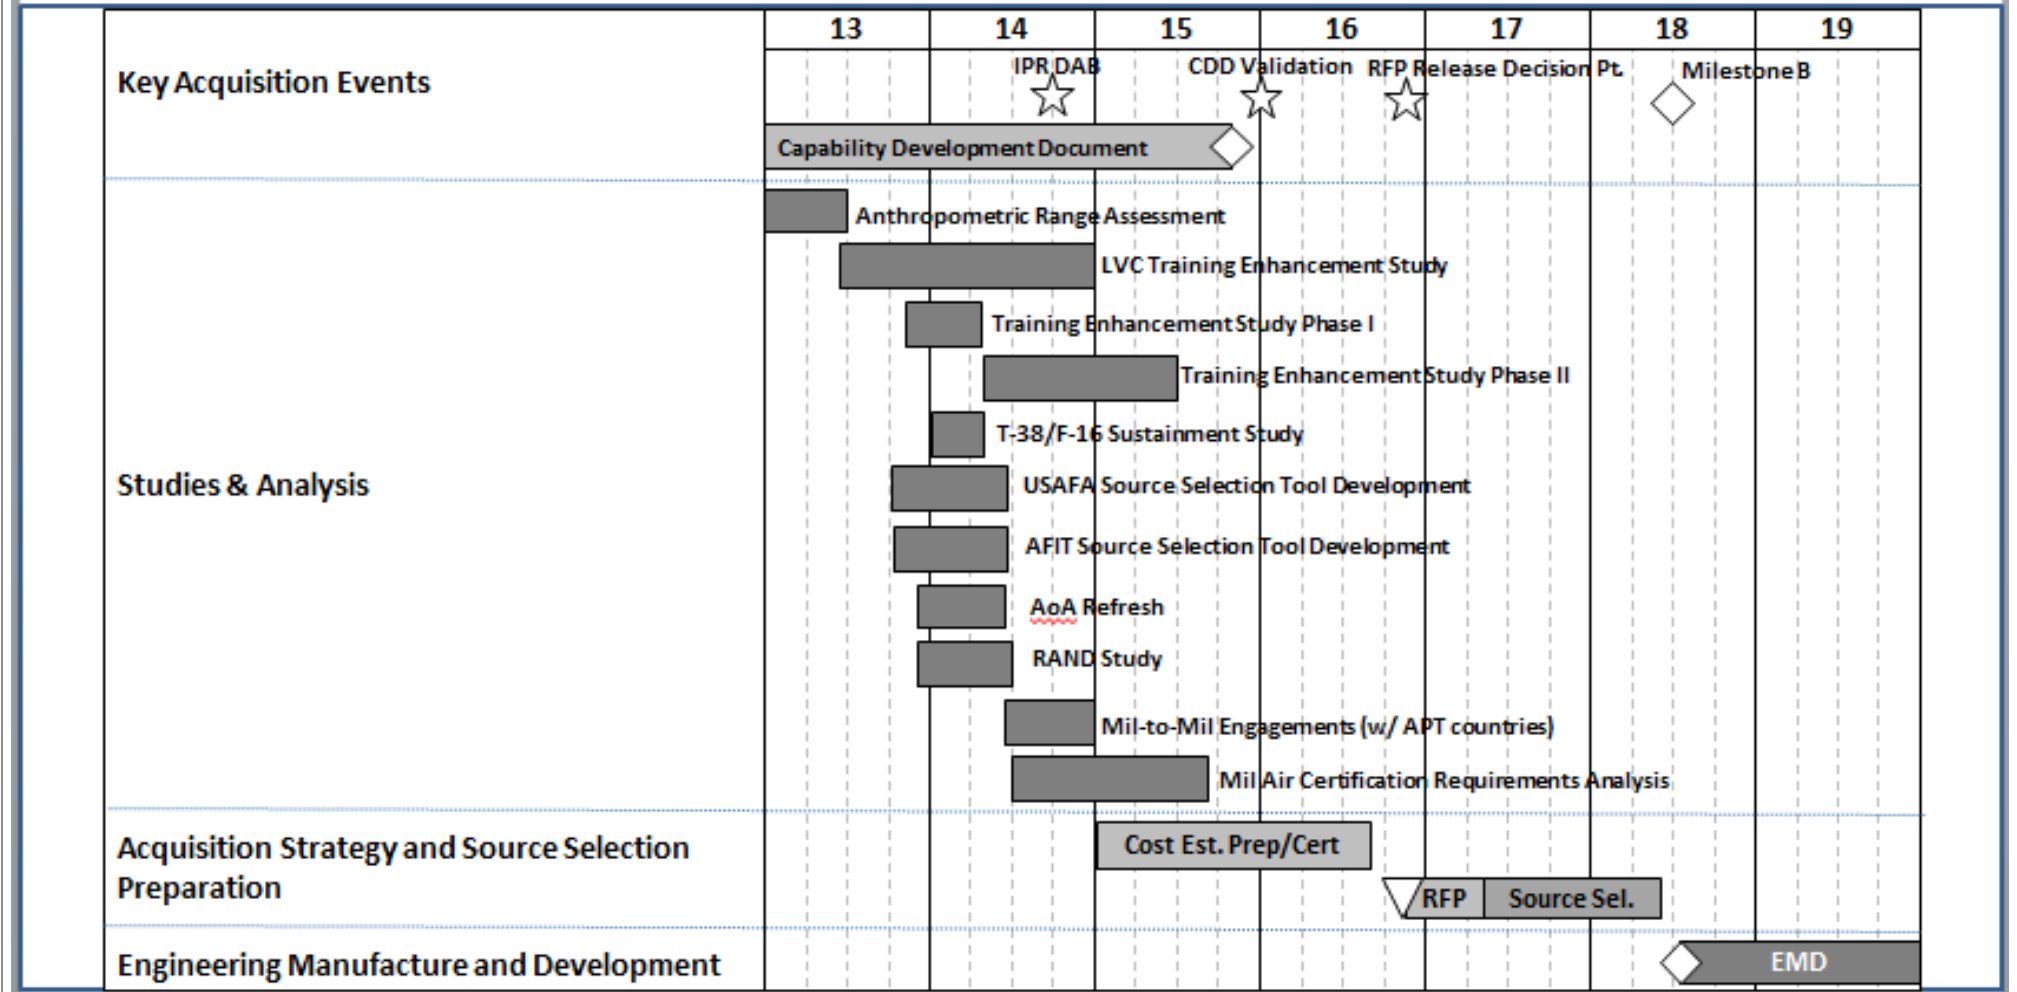 13 14 15 16 17 18 19
Key Acquisition Events
IPR DAB
CDD Validation
RFP Release Decision Pt.
Milestone B
Capability Development Document
Anthropometric Range Assessment
LVC Training Enhancement Study
Training Enhancement Study Phase I
Training Enhancement Study Phase II
T-38/F-16 Sustainment Study
Studies & Analysis
USAFA Source Selection Tool Development
AFIT Source Selection Tool Development
AoA Refresh
RAND Study
Mil-to-Mil Engagements (w/ APT countries)
Mil Air Certification Requirements Analysis
Acquisition Strategy and Source Selection
Preparation
Cost Est. Prep/Cert
RFP
Source Sel.
Engineering Manufacture and Development
EMD